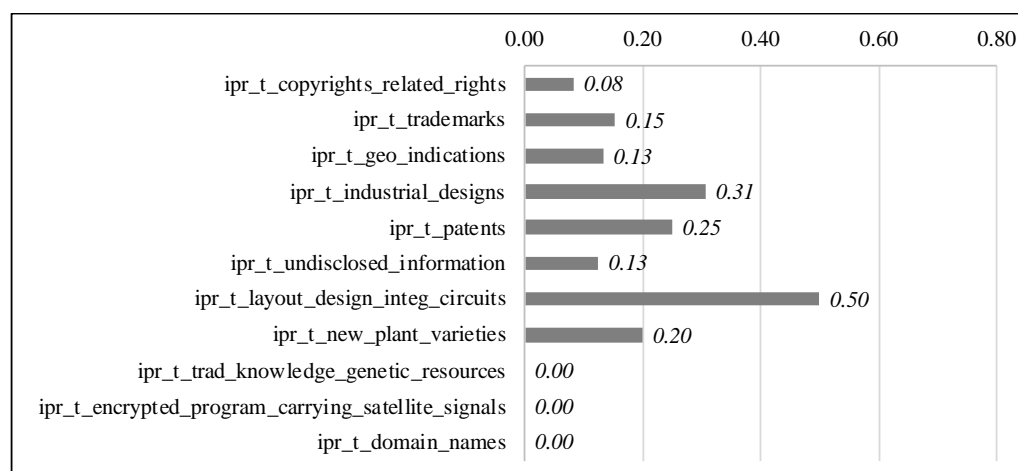 0.00 0.20 0.40 0.60 0.80
ipr_t_copyrights_related_rights 0.08
ipr_t_trademarks 0.15
ipr_t_geo_indications 0.13
ipr_t_industrial_designs 0.31
ipr_t_patents 0.25
ipr_t_undisclosed_information 0.13
ipr_t_layout_design_integ_circuits 0.50
ipr_t_new_plant_varieties 0.20
ipr_t_trad_knowledge_genetic_resources 0.00
ipr_t_encrypted_program_carrying_satellite_signals 0.00
ipr_t_domain_names 0.00